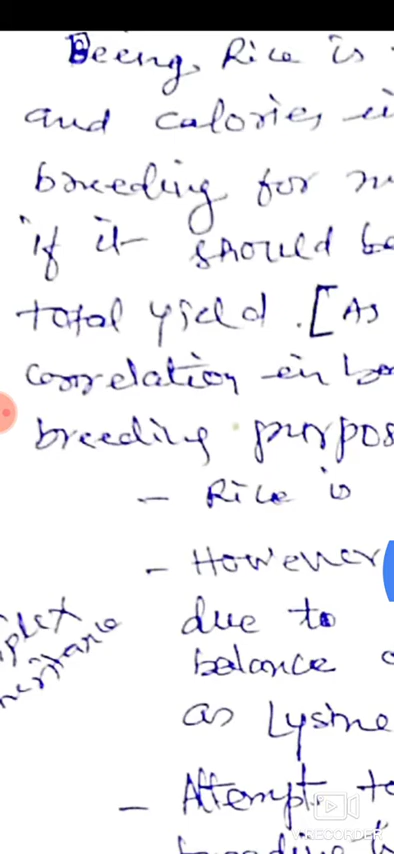 Being, Rice is
and calories
breeding for
if it should be
total yield. [As
correlation in
breeding purpos
- Rice is
- However
due to
balance
as Lysine
- Attempt to
RECORDER